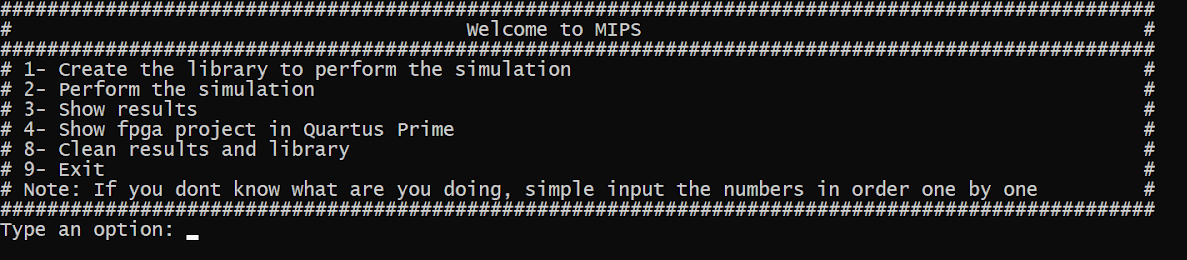 ###################################################################################################
# Welcome to MIPS #
###################################################################################################
# 1- Create the library to perform the simulation #
# 2- Perform the simulation #
# 3- Show results #
# 4- Show fpga project in Quartus Prime #
# 8- Clean results and library #
# 9- Exit #
# Note: If you dont know what are you doing, simple input the numbers in order one by one #
###################################################################################################
Type an option: _